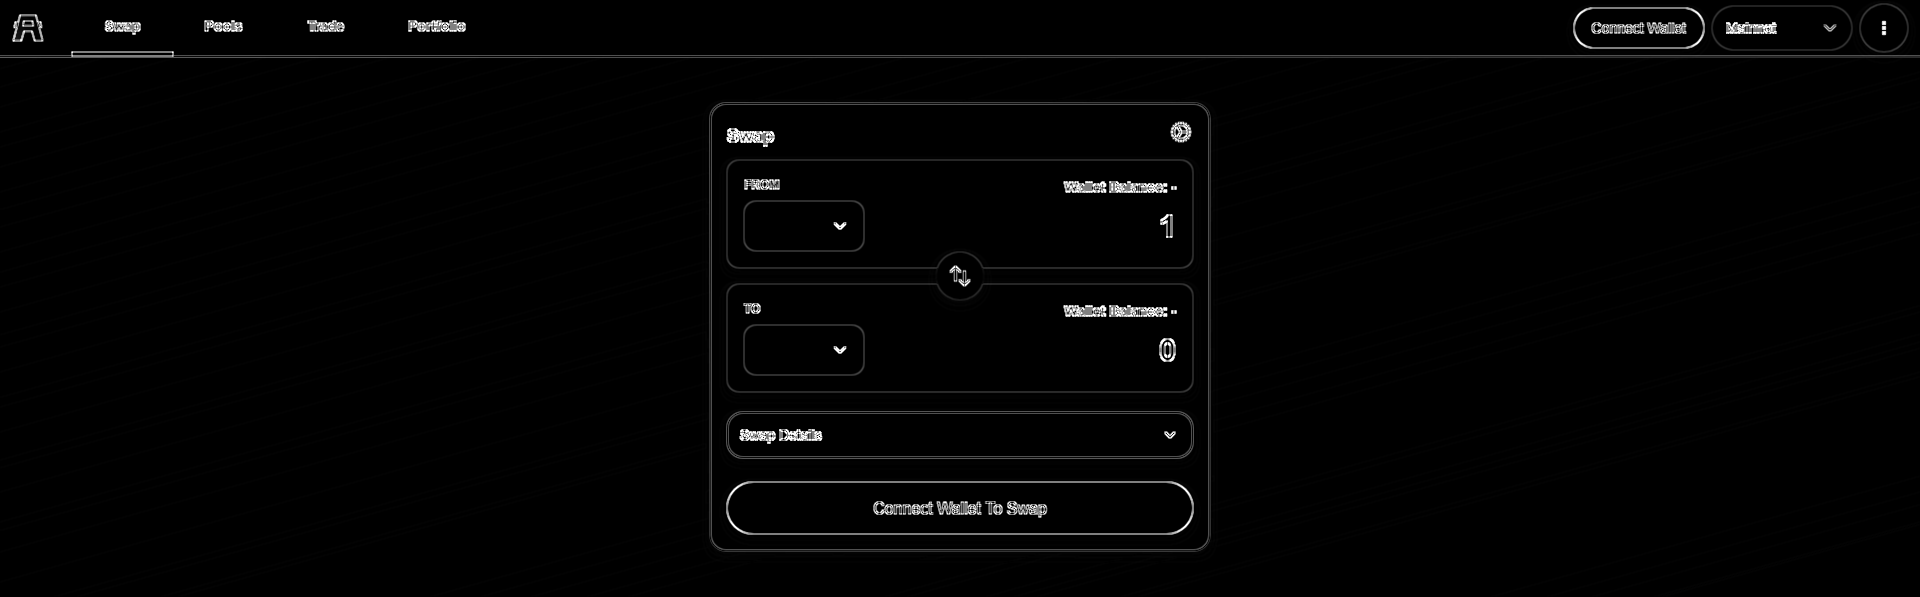 Swap Pools Trade Portfolio Connect Wallet Mainnet
Swap
FROM Wallet Balance: -
1
TO Wallet Balance: -
0
Swap Details
Connect Wallet To Swap